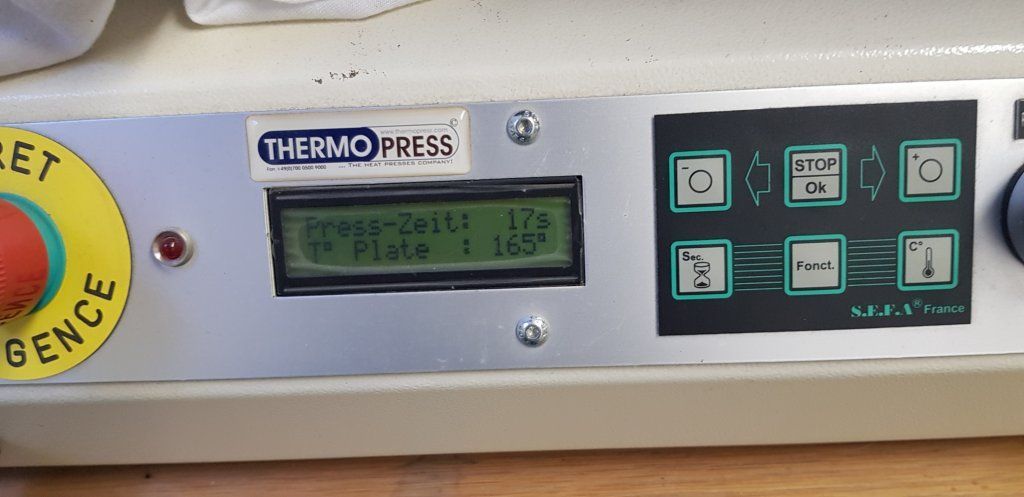 RET
GENCE
THERMO PRESS
www.thermopress.com
©
... THE HEAT PRESSES COMPANY!
Press-Zeit: 17s
T° Plate : 165°
-
STOP
Ok
+
Sec.
Fonct.
C°
S.E.F.A® France